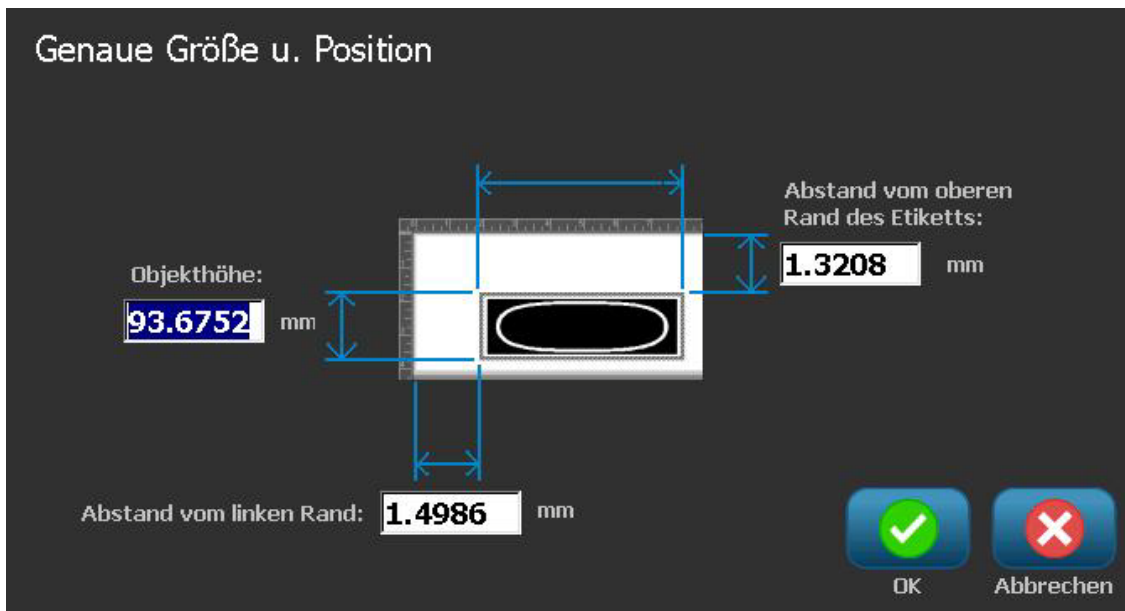 Genaue Größe u. Position
Abstand vom oberen
Rand des Etiketts:
1.3208 mm
Objekthöhe:
93.6752 mm
Abstand vom linken Rand: 1.4986 mm
OK
Abbrechen